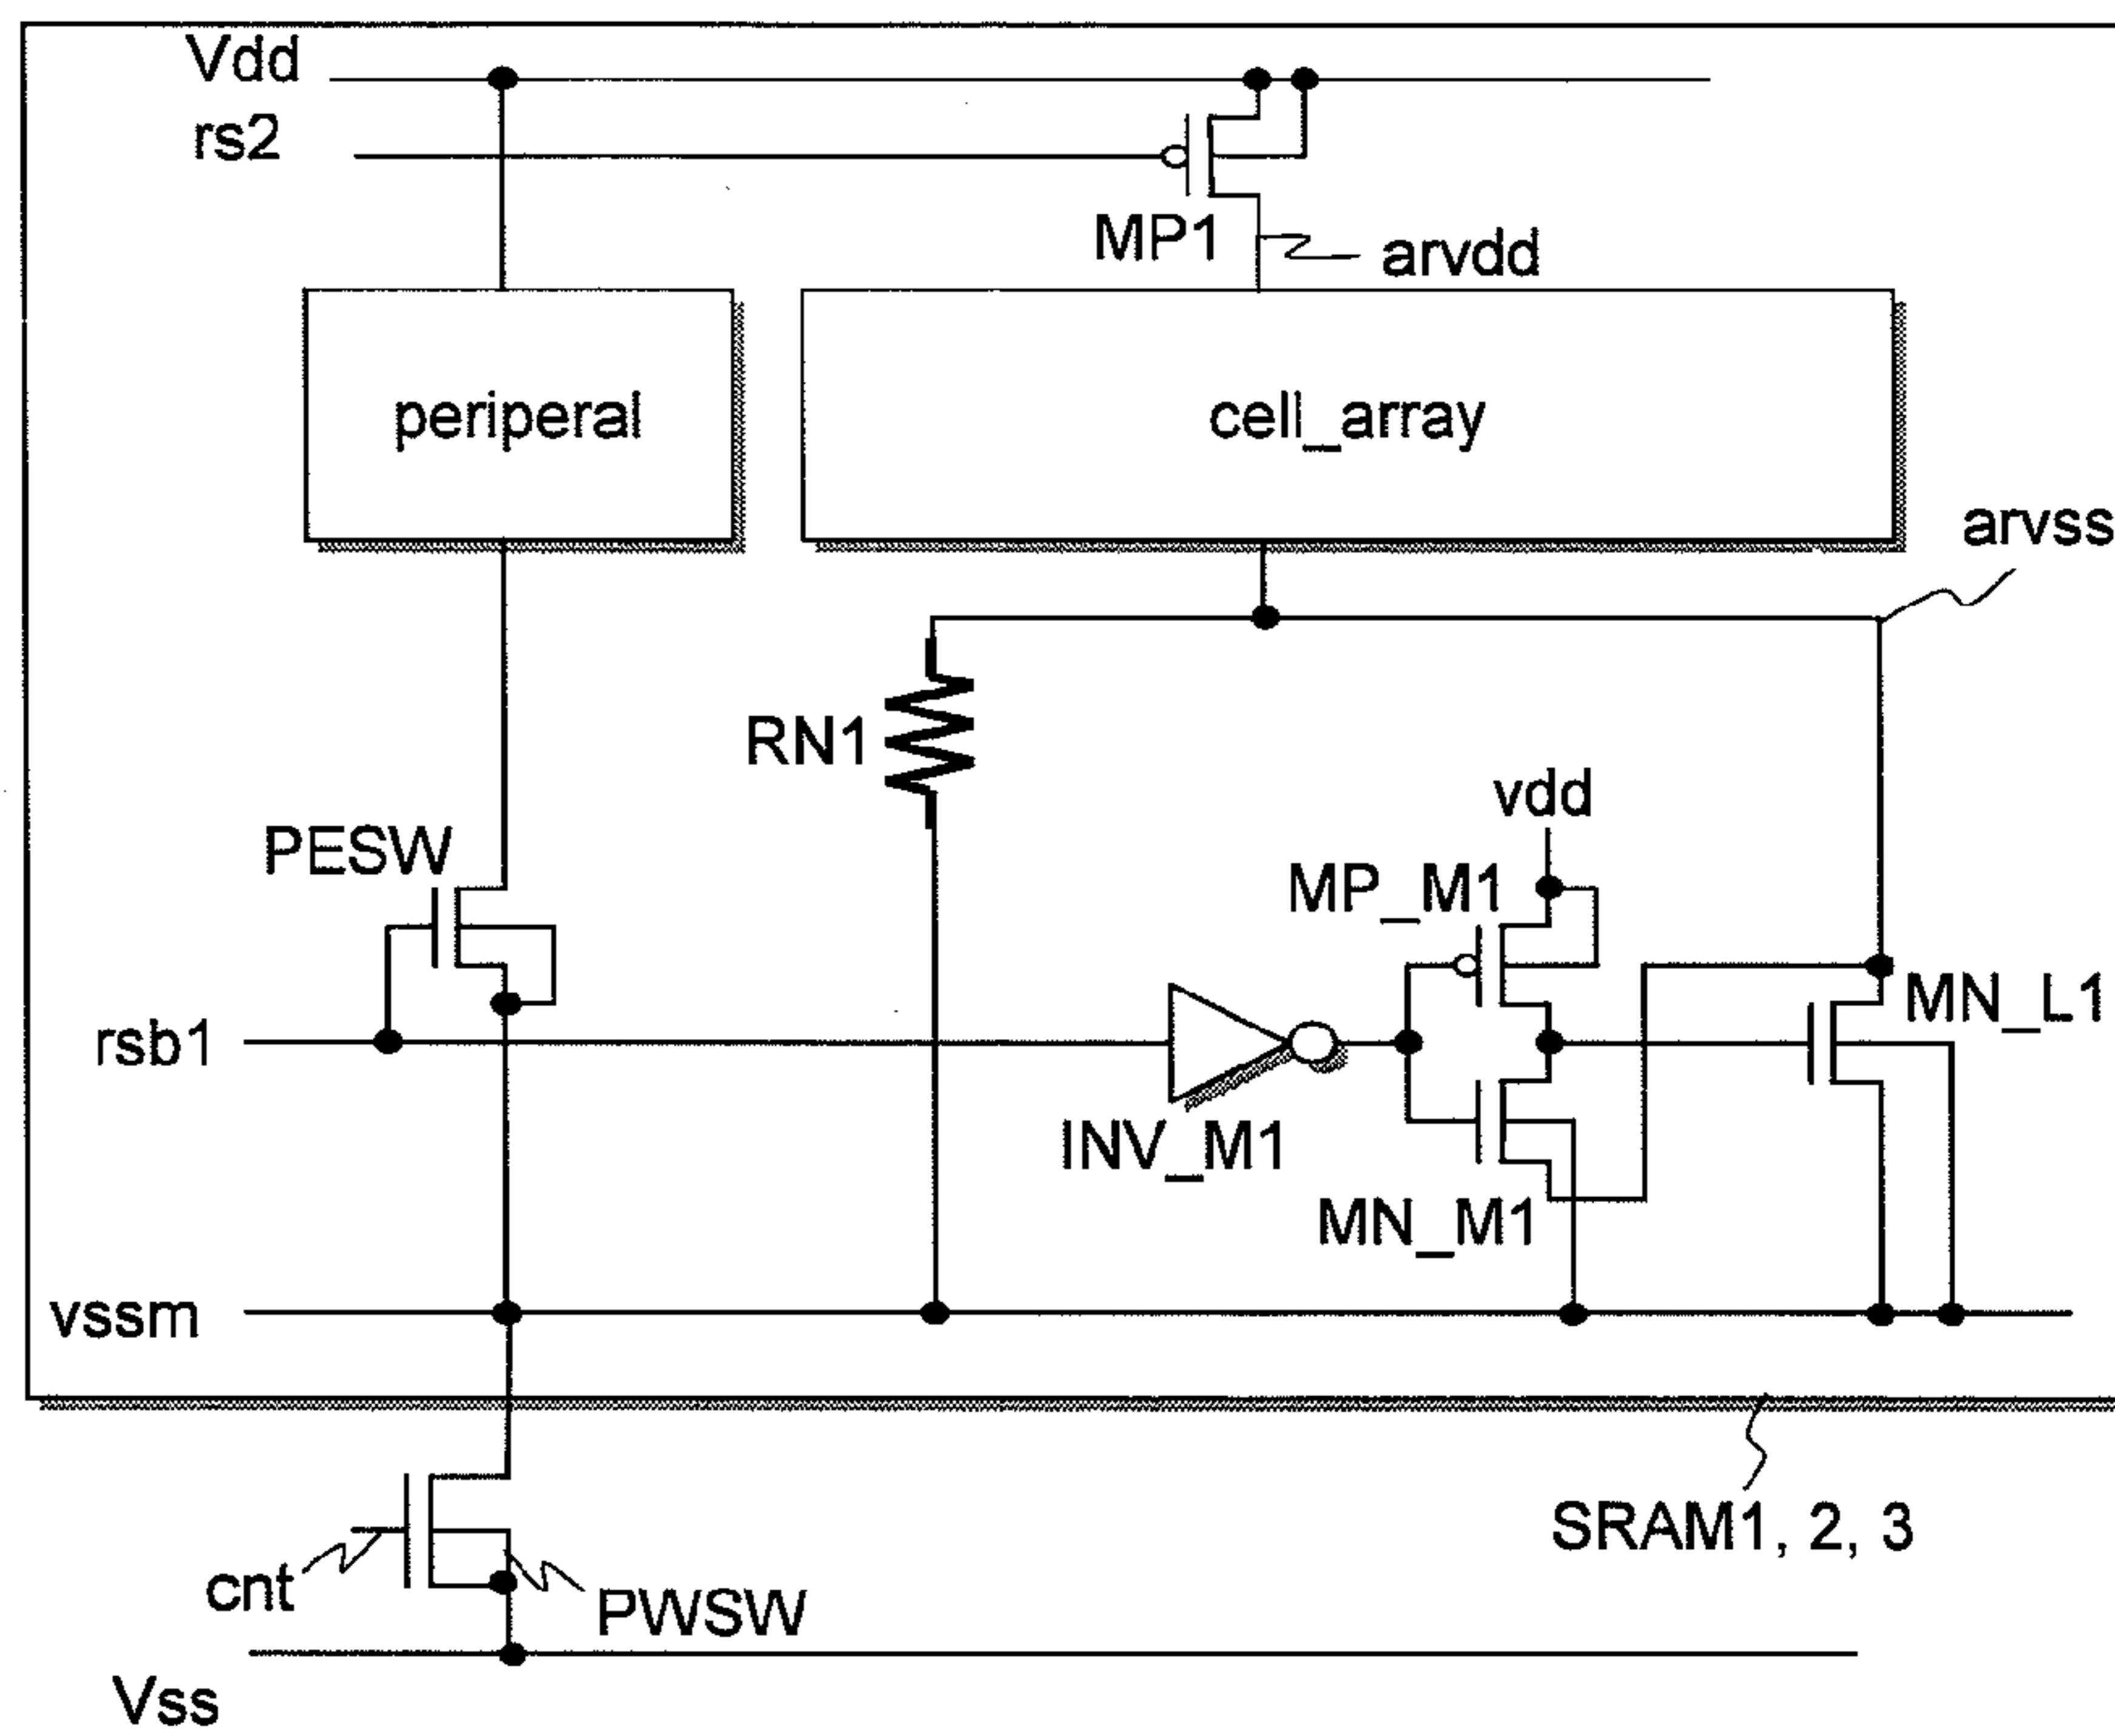 Vdd
rs2
MP1
arvdd
periperal
cell_array
arvss
RN1
vdd
PESW
MP_M1
MN_L1
rsb1
INV_M1
MN_M1
vssm
SRAM1, 2, 3
cnt
PWSW
Vss